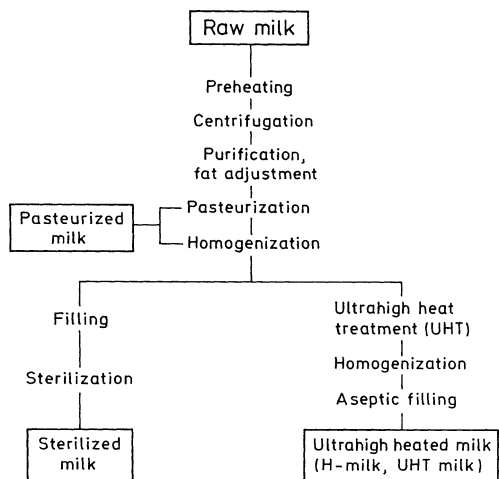 Raw milk
Preheating
Centrifugation
Purification,
fat adjustment
Pasteurization
Pasteurized
milk
Homogenization
Filling
Sterilization
Sterilized
milk
Ultrahigh heat
treatment (UHT)
Homogenization
Aseptic filling
Ultrahigh heated milk
(H-milk, UHT milk)